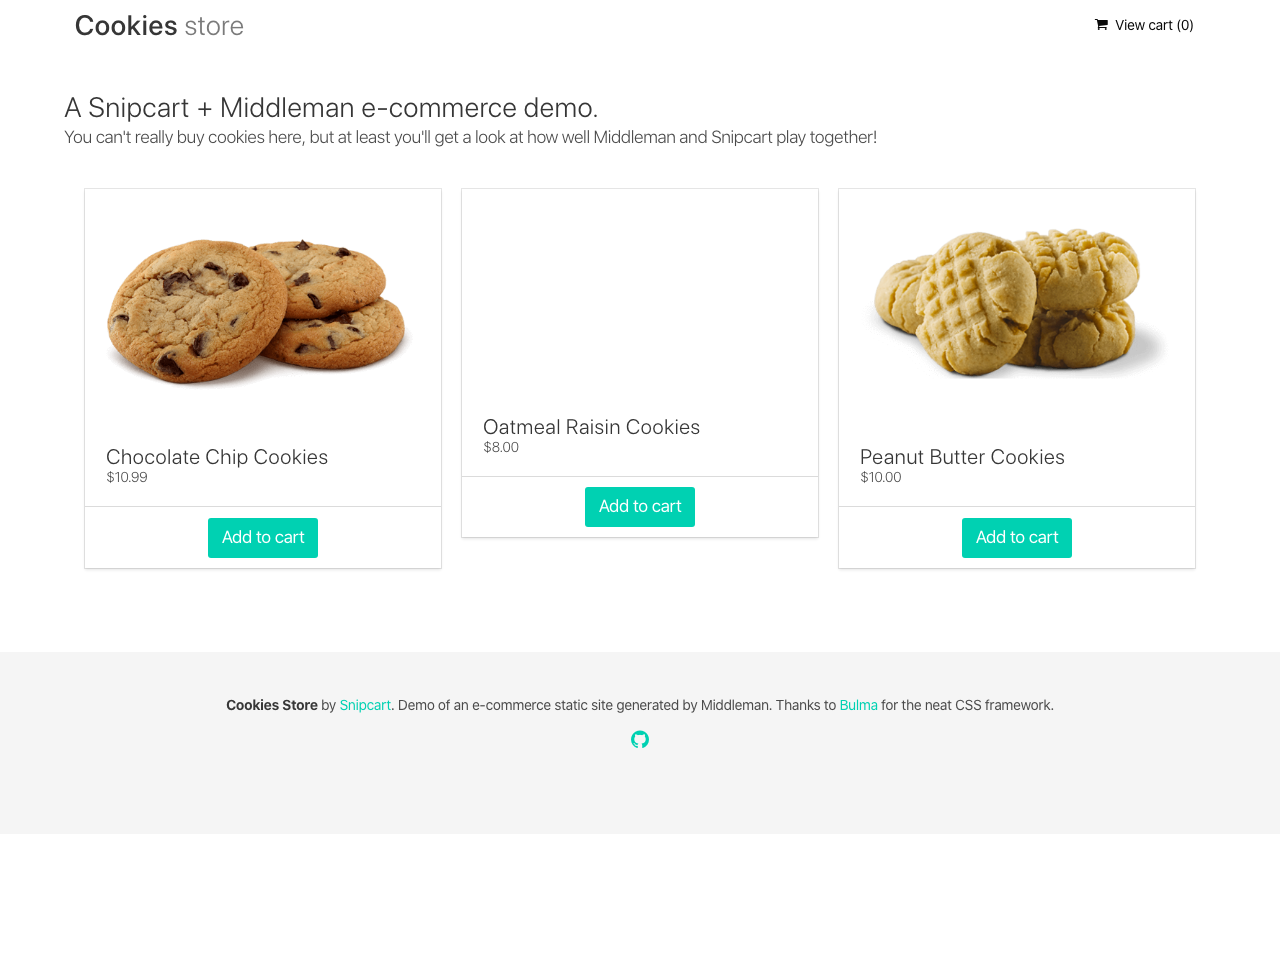 Cookies store
View cart (0)
A Snipcart + Middleman e-commerce demo.
You can't really buy cookies here, but at least you'll get a look at how well Middleman and Snipcart play together!
Chocolate Chip Cookies
$10.99
Add to cart
Oatmeal Raisin Cookies
$8.00
Add to cart
Peanut Butter Cookies
$10.00
Add to cart
Cookies Store by Snipcart. Demo of an e-commerce static site generated by Middleman. Thanks to Bulma for the neat CSS framework.